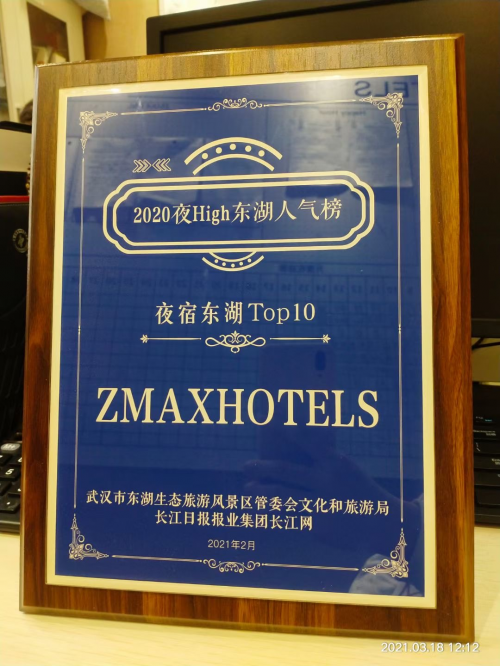 ELS
2020夜High东湖人气榜
夜宿东湖Top10
ZMAXHOTELS
武汉市东湖生态旅游风景区管委会文化和旅游局
长江日报报业集团长江网
2021年2月
2021.03.18 12:12